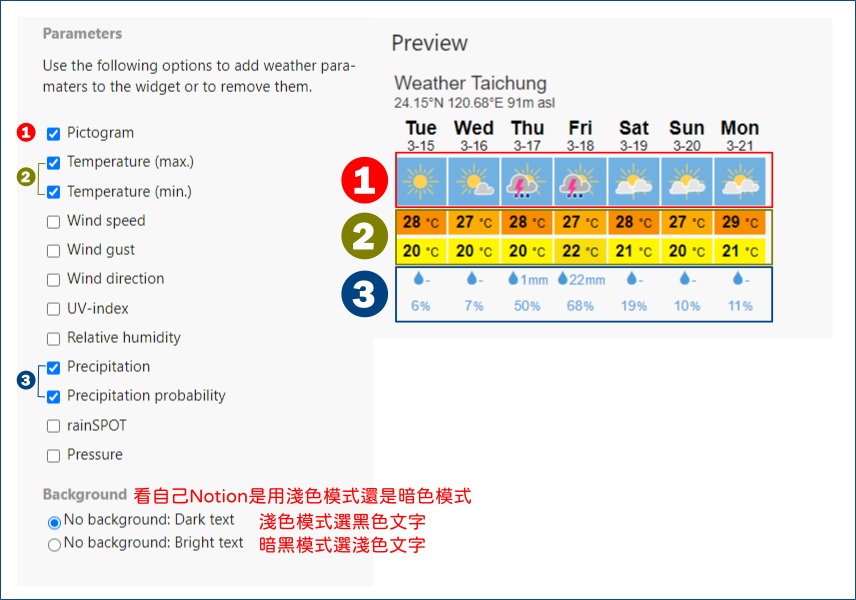 Parameters
Use the following options to add weather para-
maters to the widget or to remove them.
1 Pictogram
2 Temperature (max.)
Temperature (min.)
Wind speed
Wind gust
Wind direction
UV-index
Relative humidity
3 Precipitation
Precipitation probability
rainSPOT
Pressure
Background 看自己Notion是用淺色模式還是暗色模式
No background: Dark text 淺色模式選黑色文字
No background: Bright text 暗黑模式選淺色文字
Preview
Weather Taichung
24.15°N 120.68°E 91m asl
Tue Wed Thu Fri Sat Sun Mon
3-15 3-16 3-17 3-18 3-19 3-20 3-21
1
2
28 °C 27 °C 28 °C 27 °C 28 °C 27 °C 29 °C
20 °C 20 °C 20 °C 22 °C 21 °C 20 °C 21 °C
3
- - 1mm 22mm - - -
6% 7% 50% 68% 19% 10% 11%